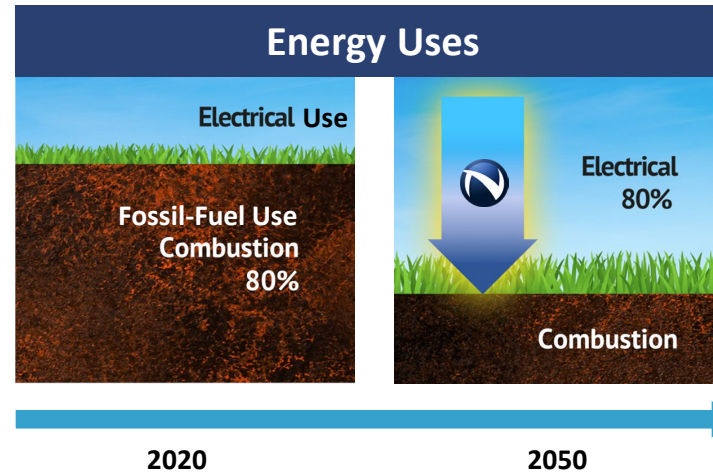 Energy Uses
Electrical Use
Fossil-Fuel Use
Combustion
80%
Electrical
80%
Combustion
2020
2050